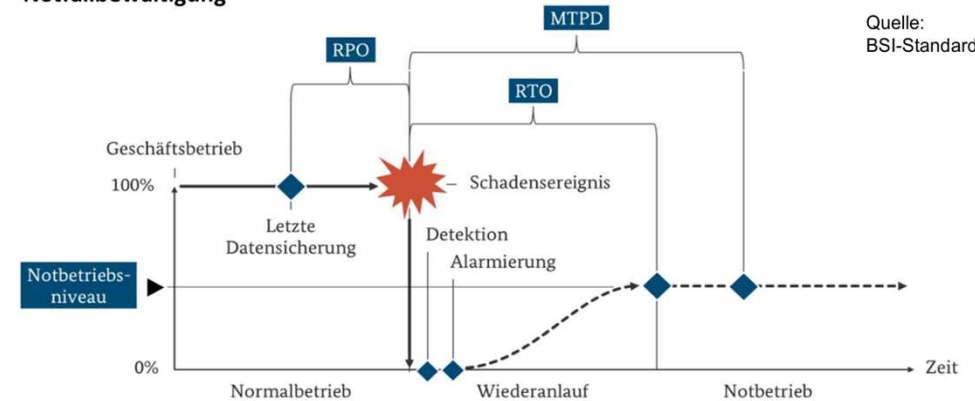 Notfallbewältigung
MTPD
Quelle:
BSI-Standard
RPO
RTO
Geschäftsbetrieb
100%
Schadensereignis
Letzte
Datensicherung
Detektion
Alarmierung
Notbetriebs-
niveau
0%
Zeit
Normalbetrieb
Wiederanlauf
Notbetrieb